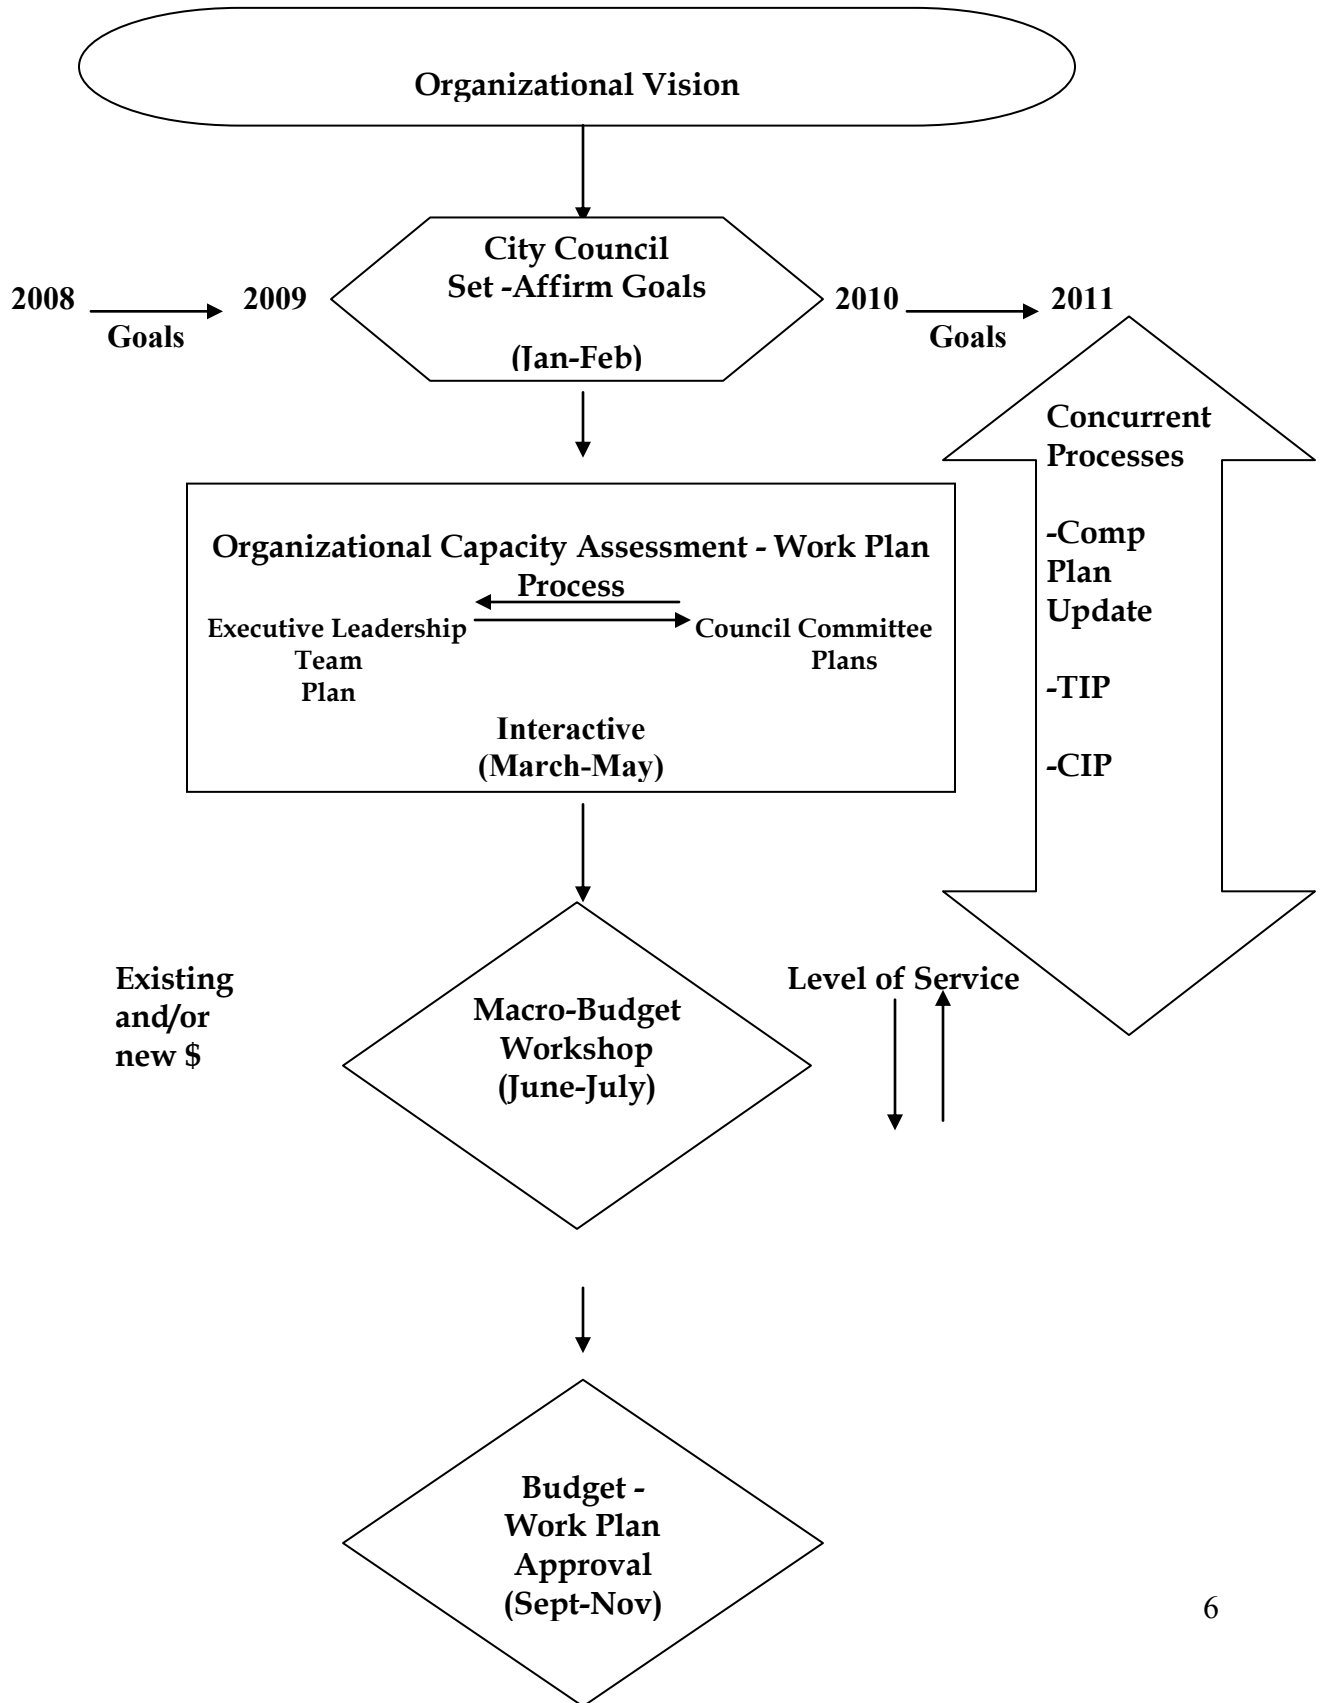 Organizational Vision
City Council
Set -Affirm Goals
(Jan-Feb)
2008
Goals
2009
2010
Goals
2011
Concurrent
Processes
-Comp
Plan
Update
-TIP
-CIP
Organizational Capacity Assessment - Work Plan
Process
Executive Leadership
Team
Plan
Council Committee
Plans
Interactive
(March-May)
Existing
and/or
new $
Macro-Budget
Workshop
(June-July)
Level of Service
Budget -
Work Plan
Approval
(Sept-Nov)
6